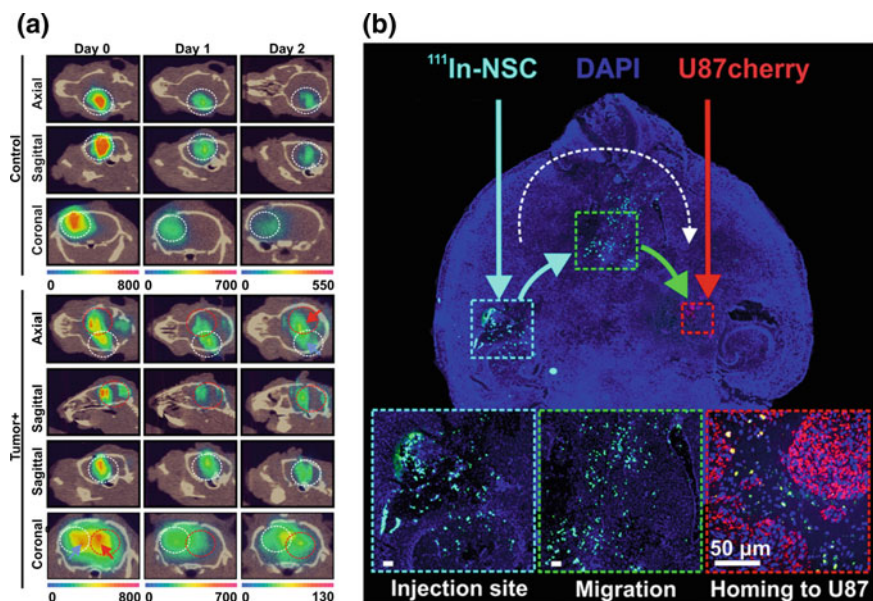 (a)
Day 0 Day 1 Day 2
Control
Axial
Sagittal
Coronal
0 800 0 700 0 550
Tumor+
Axial
Sagittal
Sagittal
Coronal
0 800 0 700 0 130
(b)
¹¹¹In-NSC DAPI U87cherry
50 µm
Injection site Migration Homing to U87